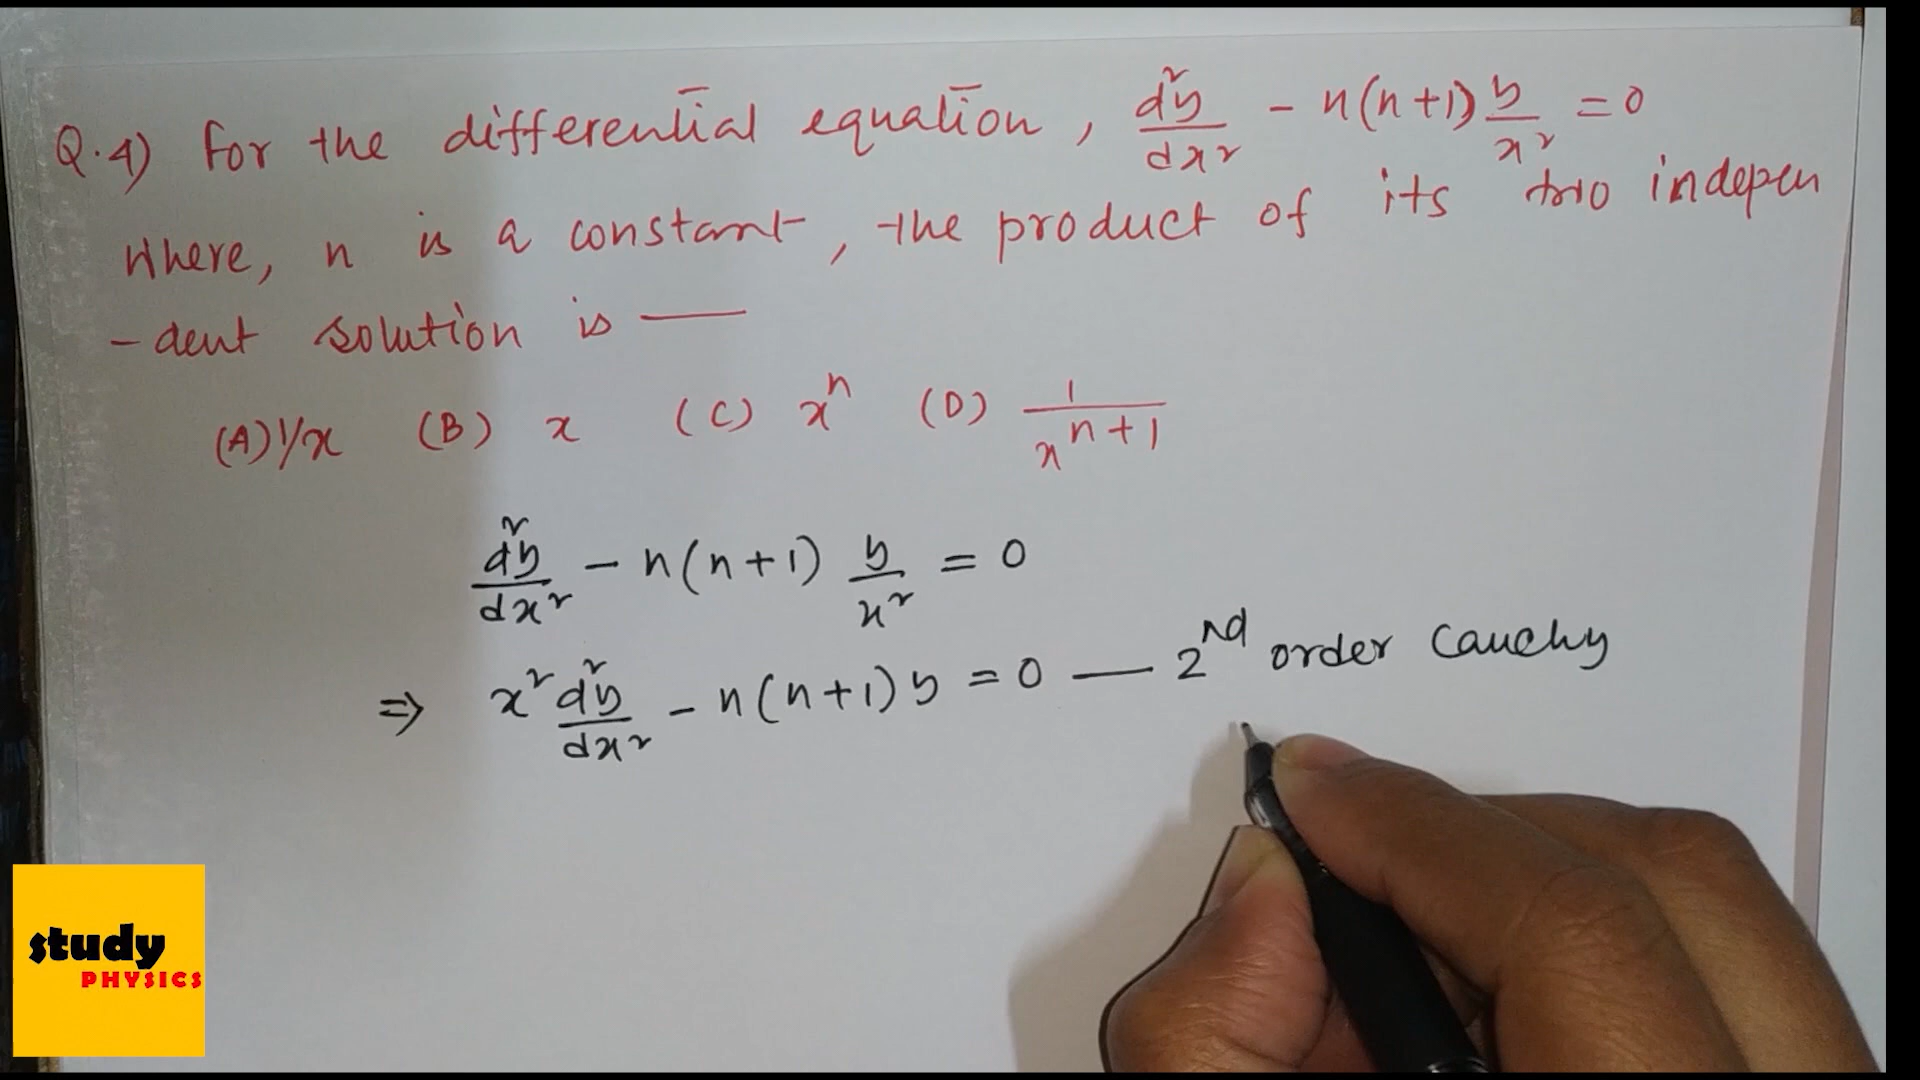 Q.4) For the differential equation, d²y/dx² - n(n+1) y/x² = 0
Where, n is a constant, the product of its two indepen
- dent solution is —
(A) 1/x (B) x (C) xⁿ (D) 1/xⁿ⁺¹
d²y/dx² - n(n+1) y/x² = 0
⇒ x² d²y/dx² - n(n+1)y = 0 — 2nd order Cauchy
study
PHYSICS